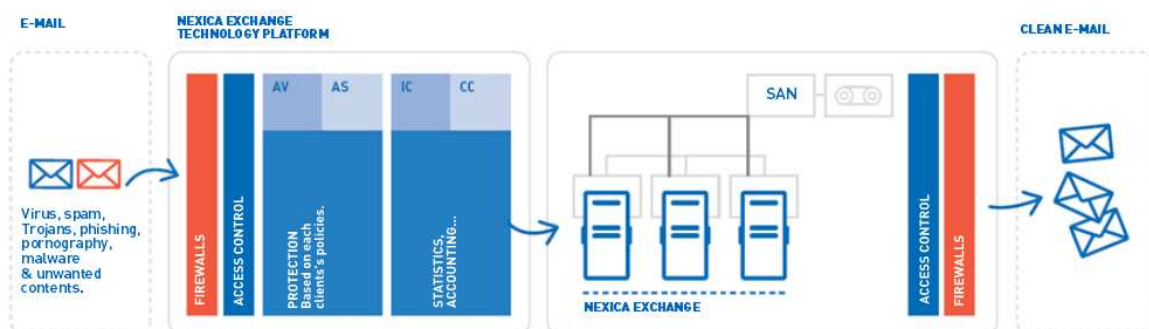 E-MAIL
NEXICA EXCHANGE
TECHNOLOGY PLATFORM
CLEAN E-MAIL
Virus, spam,
Trojans, phishing,
pornography,
malware
& unwanted
contents.
FIREWALLS
ACCESS CONTROL
AV
AS
PROTECTION
Based on each
clients's policies.
IC
CC
STATISTICS,
ACCOUNTING...
SAN
NEXICA EXCHANGE
ACCESS CONTROL
FIREWALLS